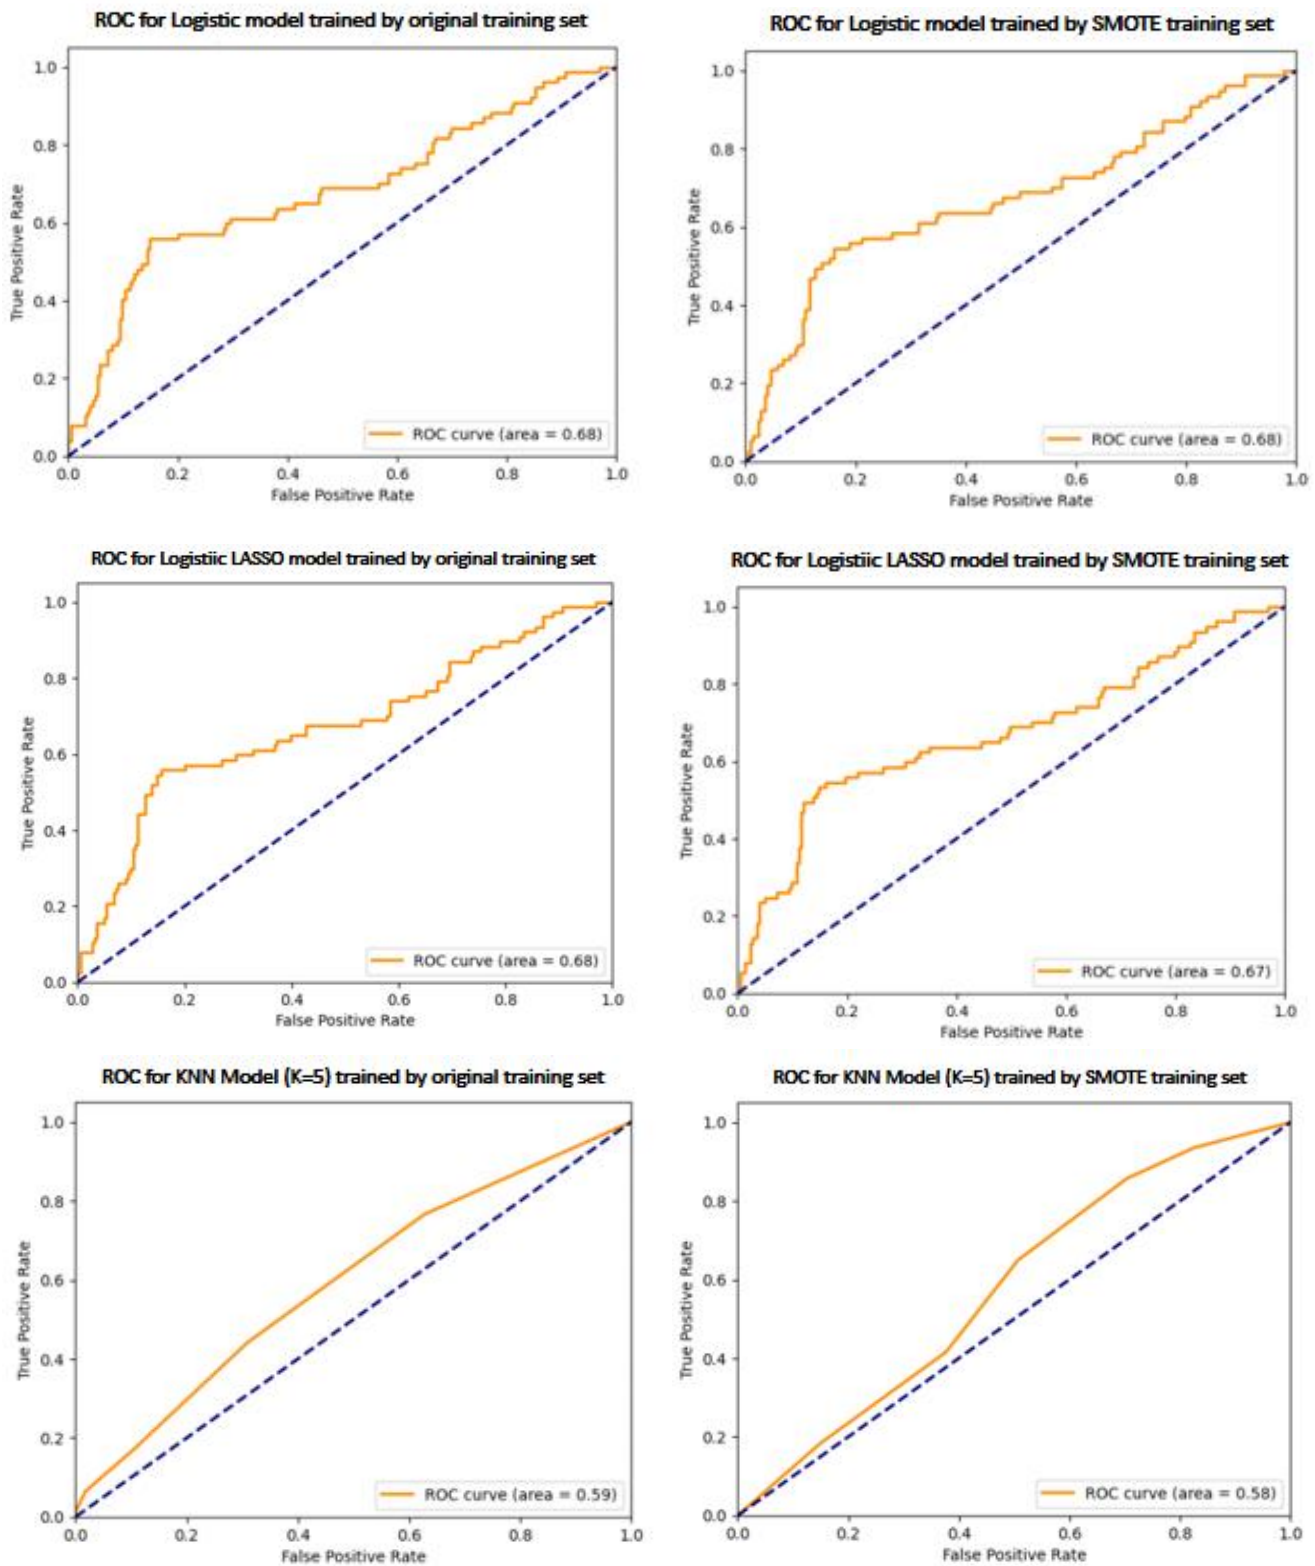 ROC for Logistic model trained by original training set
1.0
0.8
0.6
0.4
0.2
0.0
True Positive Rate
ROC curve (area = 0.68)
0.0 0.2 0.4 0.6 0.8 1.0
False Positive Rate
ROC for Logistic model trained by SMOTE training set
1.0
0.8
0.6
0.4
0.2
0.0
True Positive Rate
ROC curve (area = 0.68)
0.0 0.2 0.4 0.6 0.8 1.0
False Positive Rate
ROC for Logistiic LASSO model trained by original training set
1.0
0.8
0.6
0.4
0.2
0.0
True Positive Rate
ROC curve (area = 0.68)
0.0 0.2 0.4 0.6 0.8 1.0
False Positive Rate
ROC for Logistiic LASSO model trained by SMOTE training set
1.0
0.8
0.6
0.4
0.2
0.0
True Positive Rate
ROC curve (area = 0.67)
0.0 0.2 0.4 0.6 0.8 1.0
False Positive Rate
ROC for KNN Model (K=5) trained by original training set
1.0
0.8
0.6
0.4
0.2
0.0
True Positive Rate
ROC curve (area = 0.59)
0.0 0.2 0.4 0.6 0.8 1.0
False Positive Rate
ROC for KNN Model (K=5) trained by SMOTE training set
1.0
0.8
0.6
0.4
0.2
0.0
True Positive Rate
ROC curve (area = 0.58)
0.0 0.2 0.4 0.6 0.8 1.0
False Positive Rate